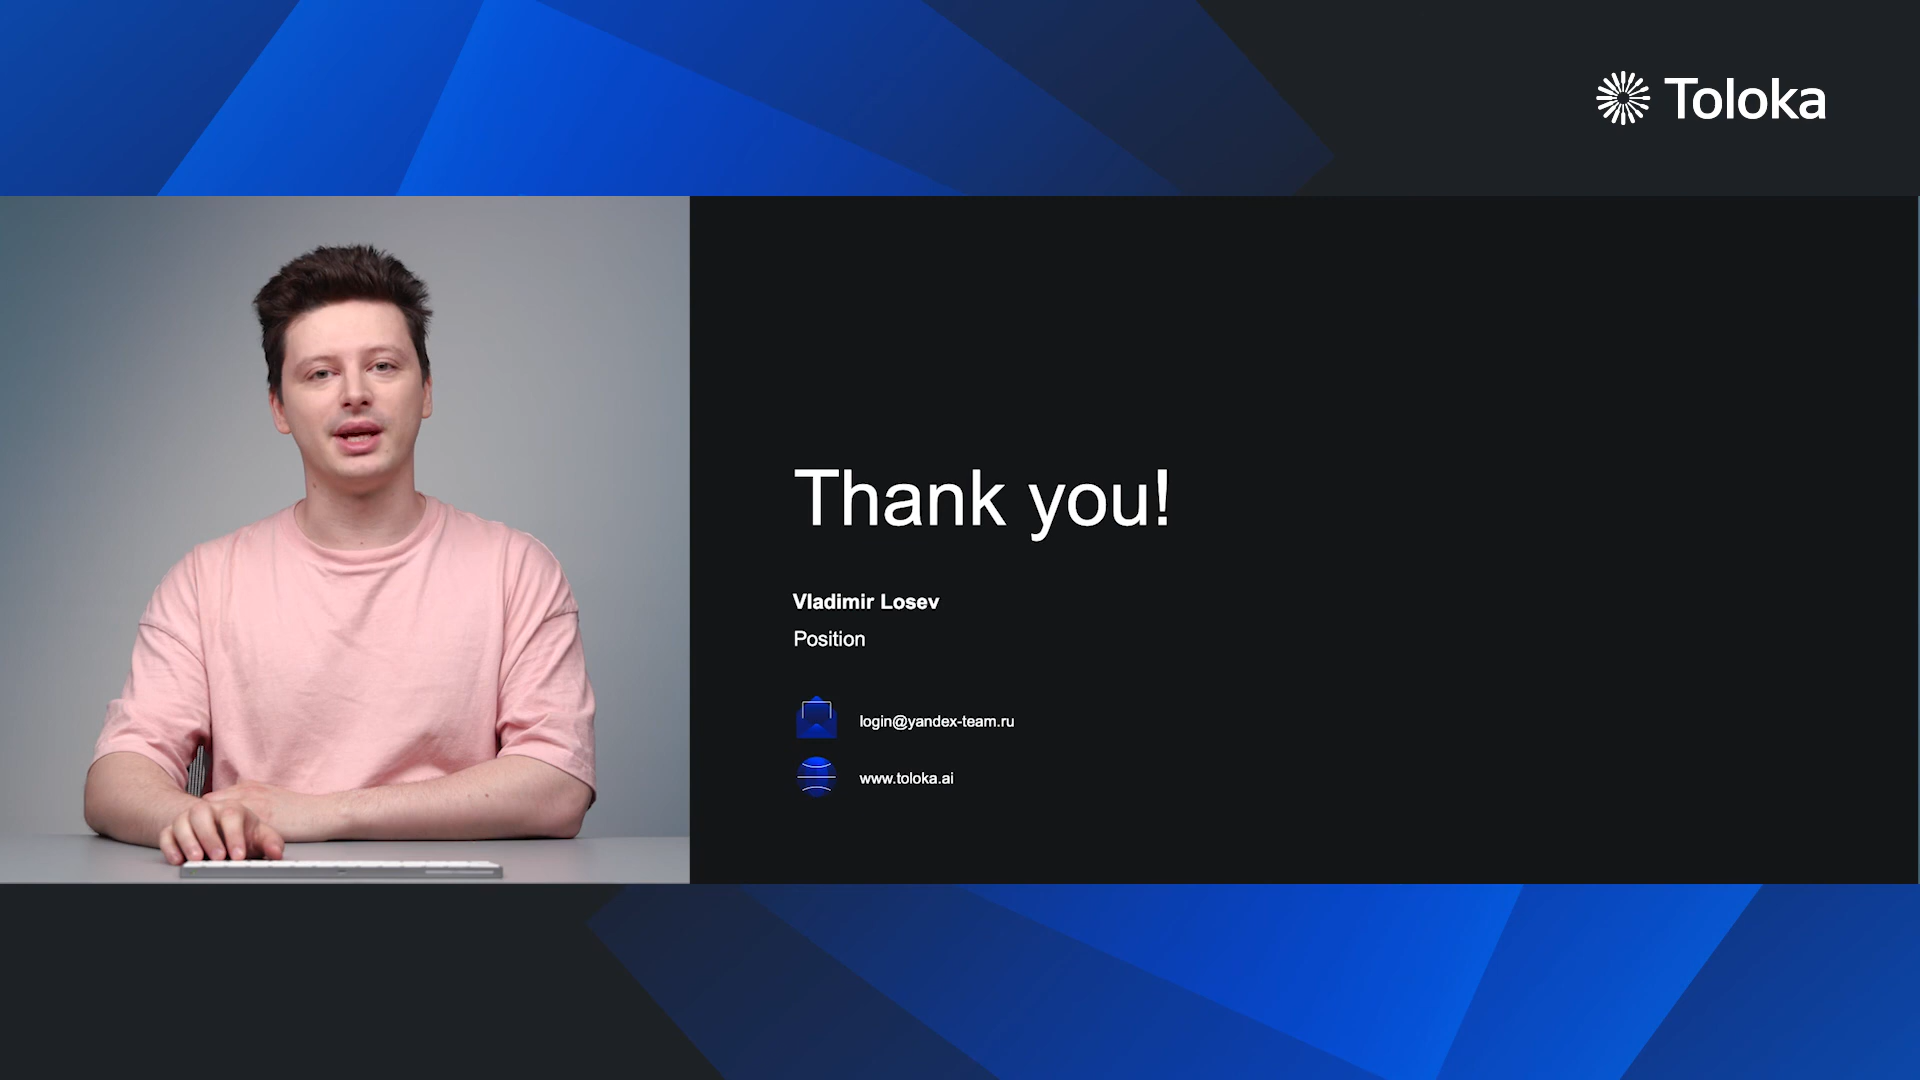 Toloka
Thank you!
Vladimir Losev
Position
login@yandex-team.ru
www.toloka.ai